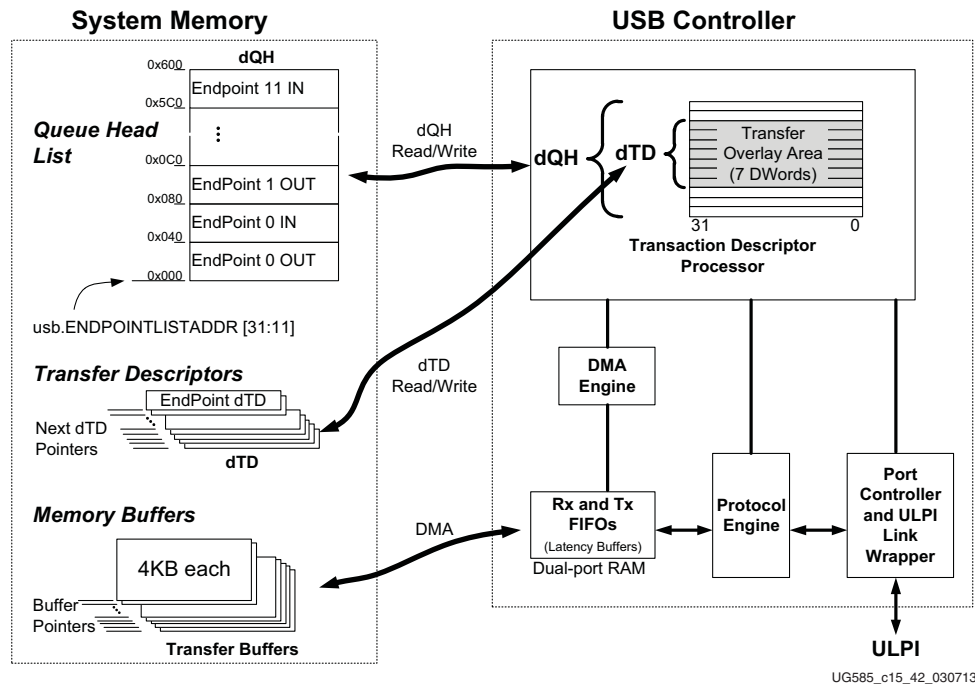 System Memory
USB Controller
dQH
0x600
Endpoint 11 IN
0x5C0
Queue Head
List
0x0C0
EndPoint 1 OUT
0x080
EndPoint 0 IN
0x040
EndPoint 0 OUT
0x000
usb.ENDPOINTLISTADDR [31:11]
dQH
Read/Write
dQH
dTD
Transfer
Overlay Area
(7 DWords)
31
0
Transaction Descriptor
Processor
Transfer Descriptors
EndPoint dTD
Next dTD
Pointers
dTD
dTD
Read/Write
DMA
Engine
Memory Buffers
4KB each
Buffer
Pointers
Transfer Buffers
DMA
Rx and Tx
FIFOs
(Latency Buffers)
Dual-port RAM
Protocol
Engine
Port
Controller
and ULPI
Link
Wrapper
ULPI
UG585_c15_42_030713